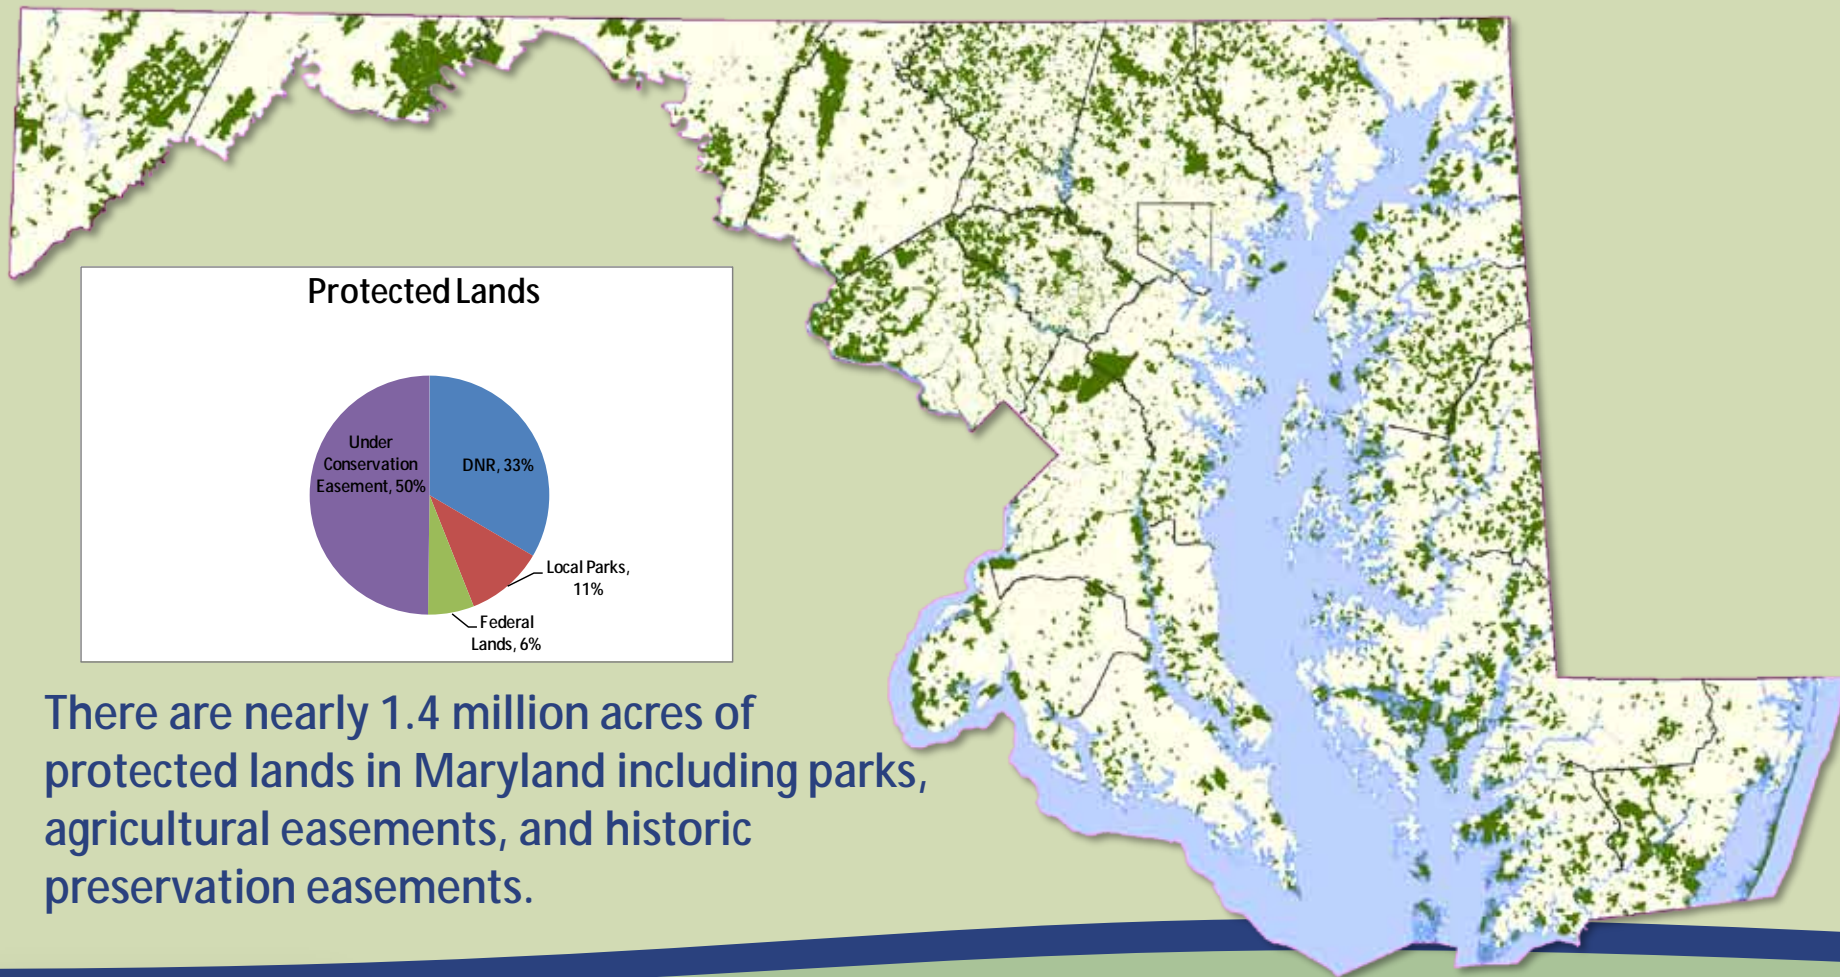 Protected Lands
Under
Conservation
Easement, 50%
DNR, 33%
Local Parks,
11%
Federal
Lands, 6%
There are nearly 1.4 million acres of
protected lands in Maryland including parks,
agricultural easements, and historic
preservation easements.